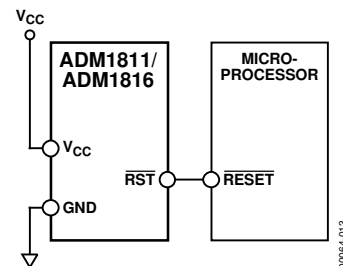 VCC
ADM1811/
ADM1816
VCC
RST
GND
MICRO-
PROCESSOR
RESET
10064-013